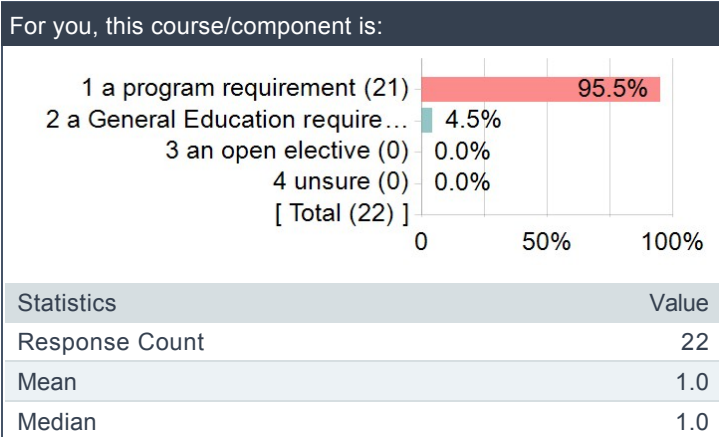 For you, this course/component is:
1 a program requirement (21) 95.5%
2 a General Education require... 4.5%
3 an open elective (0) 0.0%
4 unsure (0) 0.0%
[ Total (22) ]
0 50% 100%
Statistics Value
Response Count 22
Mean 1.0
Median 1.0